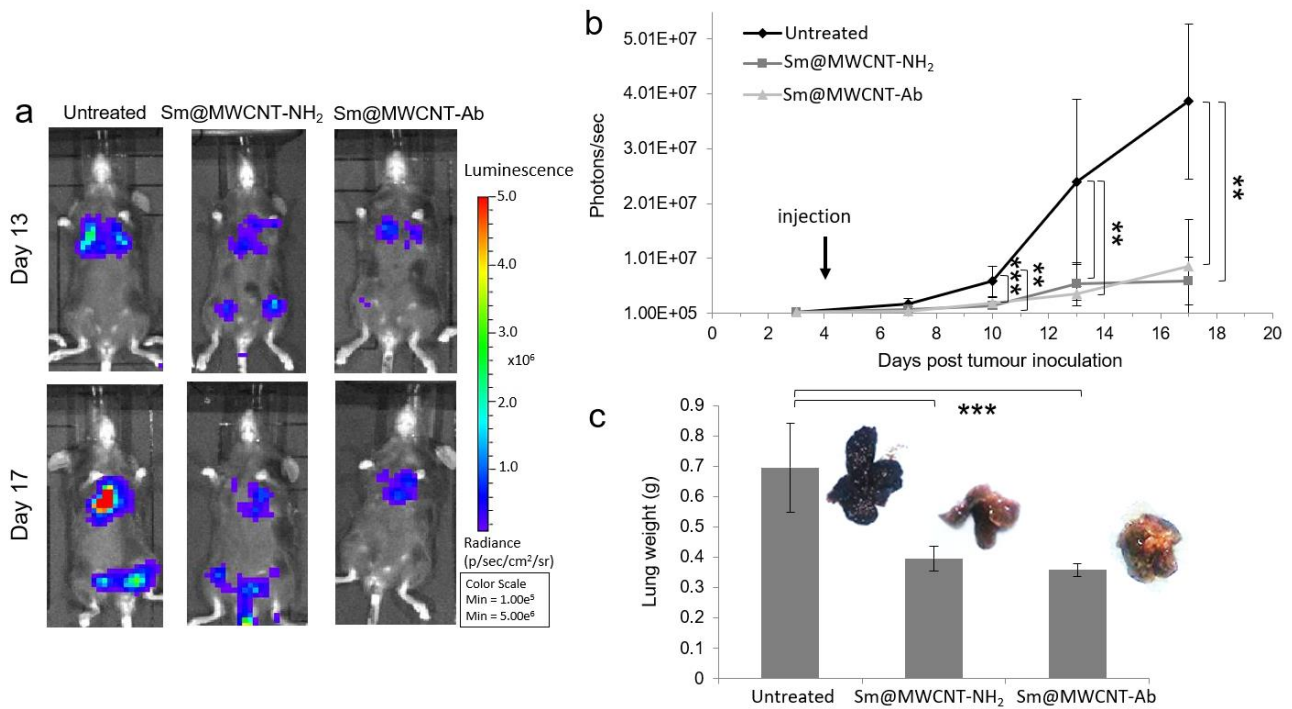 a
Untreated Sm@MWCNT-NH₂ Sm@MWCNT-Ab
Day 13
Day 17
Luminescence
5.0
4.0
3.0
x10⁶
2.0
1.0
Radiance
(p/sec/cm²/sr)
Color Scale
Min = 1.00e⁵
Min = 5.00e⁶
b
Untreated
Sm@MWCNT-NH₂
Sm@MWCNT-Ab
Photons/sec
5.01E+07
4.01E+07
3.01E+07
2.01E+07
1.01E+07
1.00E+05
injection
***
**
**
**
0 2 4 6 8 10 12 14 16 18 20
Days post tumour inoculation
c
***
Lung weight (g)
0.9
0.8
0.7
0.6
0.5
0.4
0.3
0.2
0.1
0
Untreated Sm@MWCNT-NH₂ Sm@MWCNT-Ab